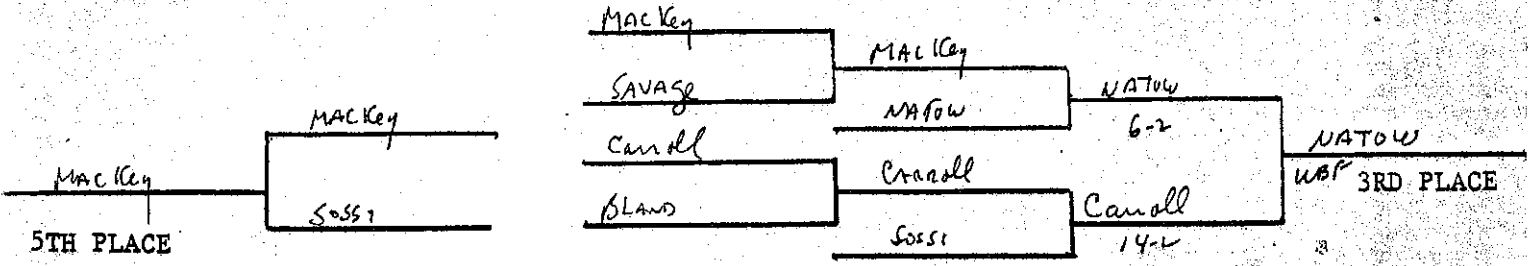 MACKey
MACKey
SAVAge
NATOW
MACKey
NATOW
6-2
Carroll
NATOW
MACKey
Craroll
WBF 3RD PLACE
BLAND
Carroll
SOSSI
5TH PLACE
SOSSI
14-2